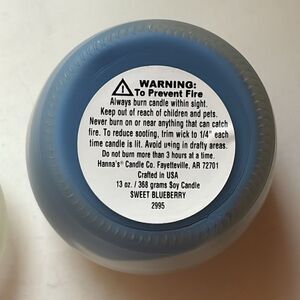 WARNING:
To Prevent Fire
Always burn candle within sight.
Keep out of reach of children and pets.
Never burn on or near anything that can catch
fire. To reduce sooting, trim wick to 1/4" each
time candle is lit. Avoid using in drafty areas.
Do not burn more than 3 hours at a time.
Hanna's® Candle Co. Fayetteville, AR 72701
Crafted in USA
13 oz. / 368 grams Soy Candle
SWEET BLUEBERRY
2995